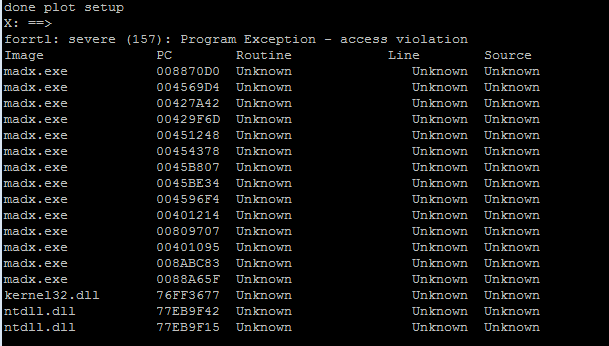 done plot setup
X: ==>
forrtl: severe (157): Program Exception - access violation
Image PC Routine Line Source
madx.exe 008870D0 Unknown Unknown Unknown
madx.exe 004569D4 Unknown Unknown Unknown
madx.exe 00427A42 Unknown Unknown Unknown
madx.exe 00429F6D Unknown Unknown Unknown
madx.exe 00451248 Unknown Unknown Unknown
madx.exe 00454378 Unknown Unknown Unknown
madx.exe 0045B807 Unknown Unknown Unknown
madx.exe 0045BE34 Unknown Unknown Unknown
madx.exe 004596F4 Unknown Unknown Unknown
madx.exe 00401214 Unknown Unknown Unknown
madx.exe 00809707 Unknown Unknown Unknown
madx.exe 00401095 Unknown Unknown Unknown
madx.exe 008ABC83 Unknown Unknown Unknown
madx.exe 0088A65F Unknown Unknown Unknown
kernel32.dll 76FF3677 Unknown Unknown Unknown
ntdll.dll 77EB9F42 Unknown Unknown Unknown
ntdll.dll 77EB9F15 Unknown Unknown Unknown